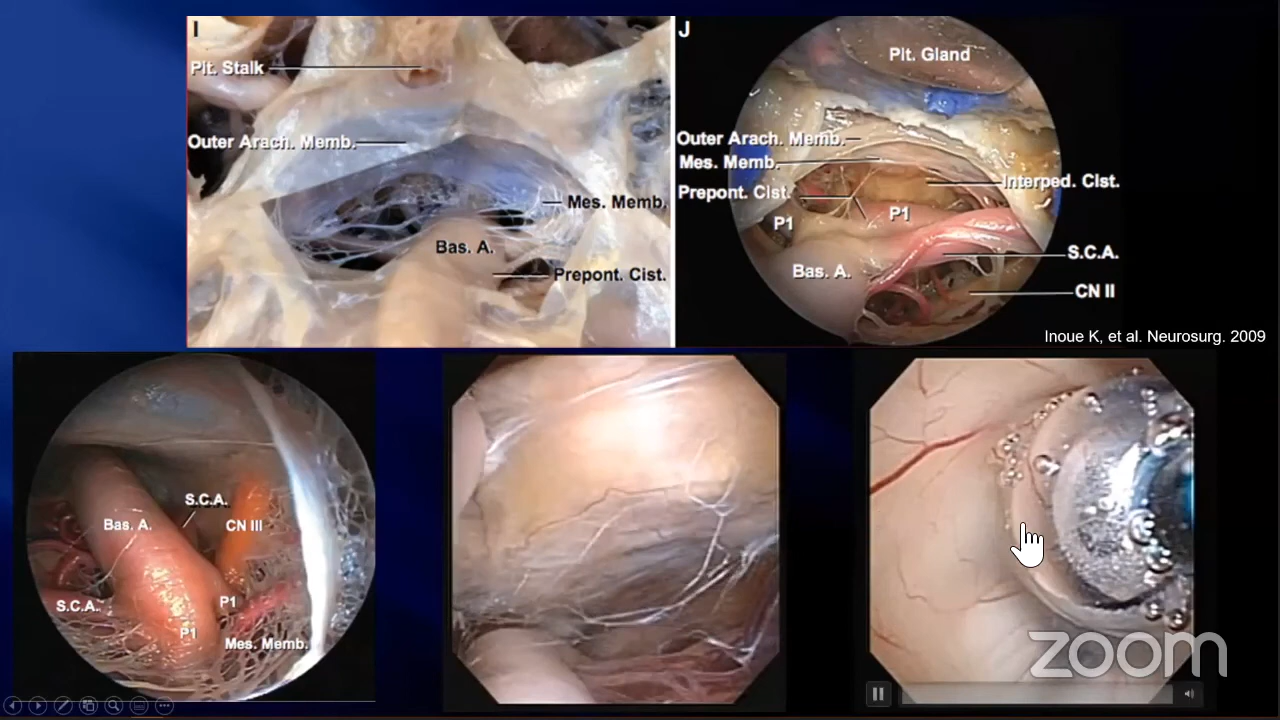 I
Pit. Stalk
Outer Arach. Memb.
Mes. Memb.
Bas. A.
Prepont. Cist.
J
Pit. Gland
Outer Arach. Memb.
Mes. Memb.
Prepont. Cist.
Interped. Cist.
P1
P1
S.C.A.
Bas. A.
CN II
Inoue K, et al. Neurosurg. 2009
S.C.A.
Bas. A.
CN III
S.C.A.
P1
P1
Mes. Memb.
zoom